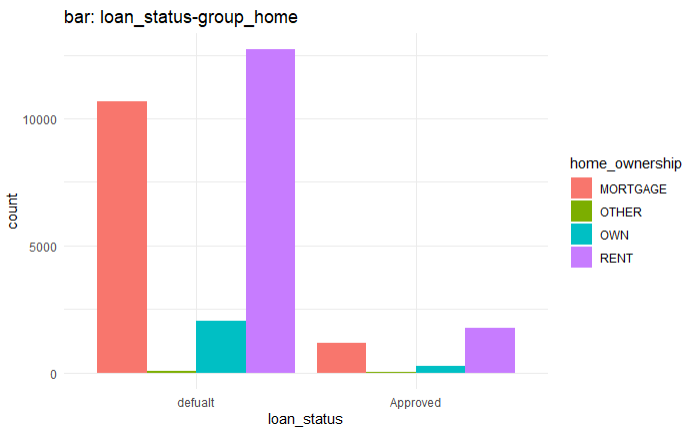 bar: loan_status-group_home
count
10000
5000
0
defualt
Approved
loan_status
home_ownership
MORTGAGE
OTHER
OWN
RENT